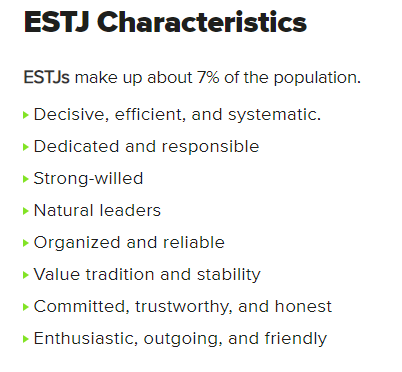 ESTJ Characteristics
ESTJs make up about 7% of the population.
Decisive, efficient, and systematic.
Dedicated and responsible
Strong-willed
Natural leaders
Organized and reliable
Value tradition and stability
Committed, trustworthy, and honest
Enthusiastic, outgoing, and friendly